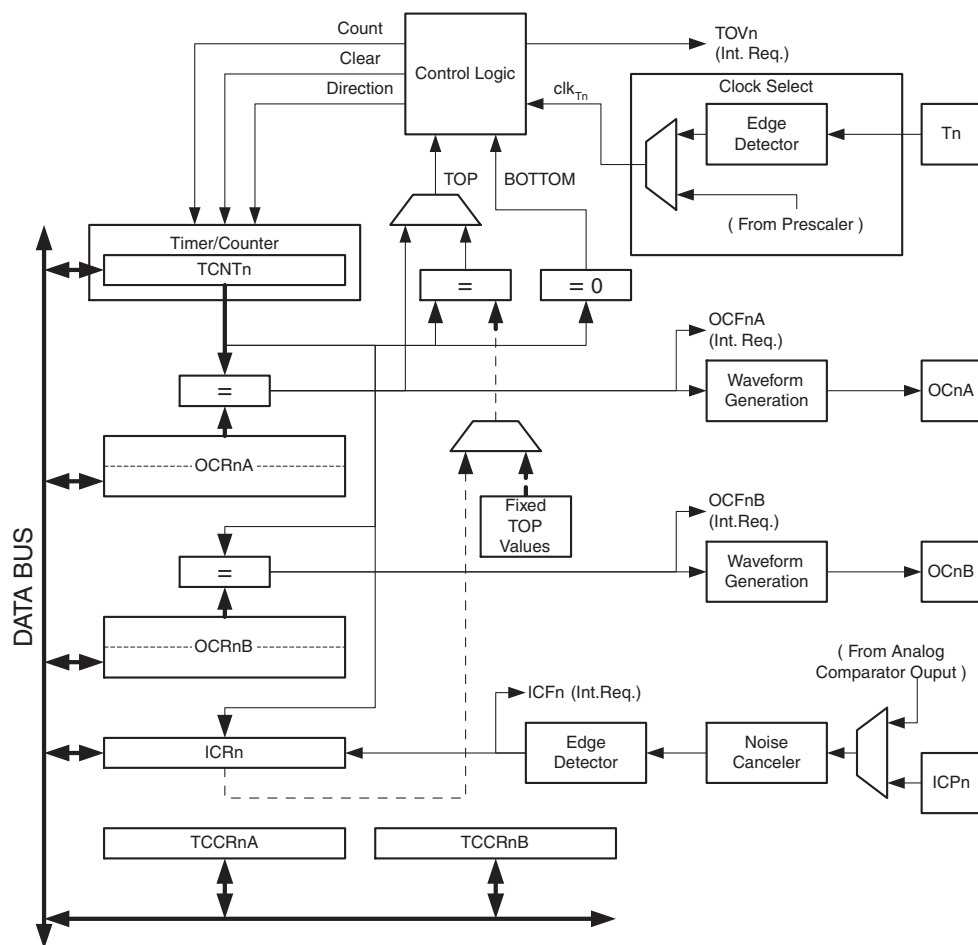 Count
Clear
Direction
Control Logic
TOVn
(Int. Req.)
clkTn
Clock Select
Edge
Detector
Tn
( From Prescaler )
TOP
BOTTOM
Timer/Counter
TCNTn
=
= 0
OCFnA
(Int. Req.)
=
Waveform
Generation
OCnA
OCRnA
Fixed
TOP
Values
OCFnB
(Int.Req.)
=
Waveform
Generation
OCnB
DATA BUS
OCRnB
( From Analog
Comparator Ouput )
ICFn (Int.Req.)
ICRn
Edge
Detector
Noise
Canceler
ICPn
TCCRnA
TCCRnB